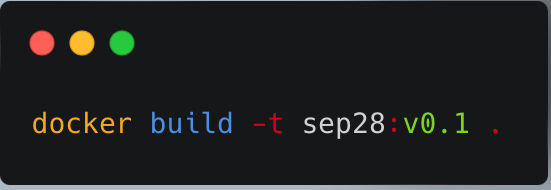 docker build -t sep28:v0.1 .